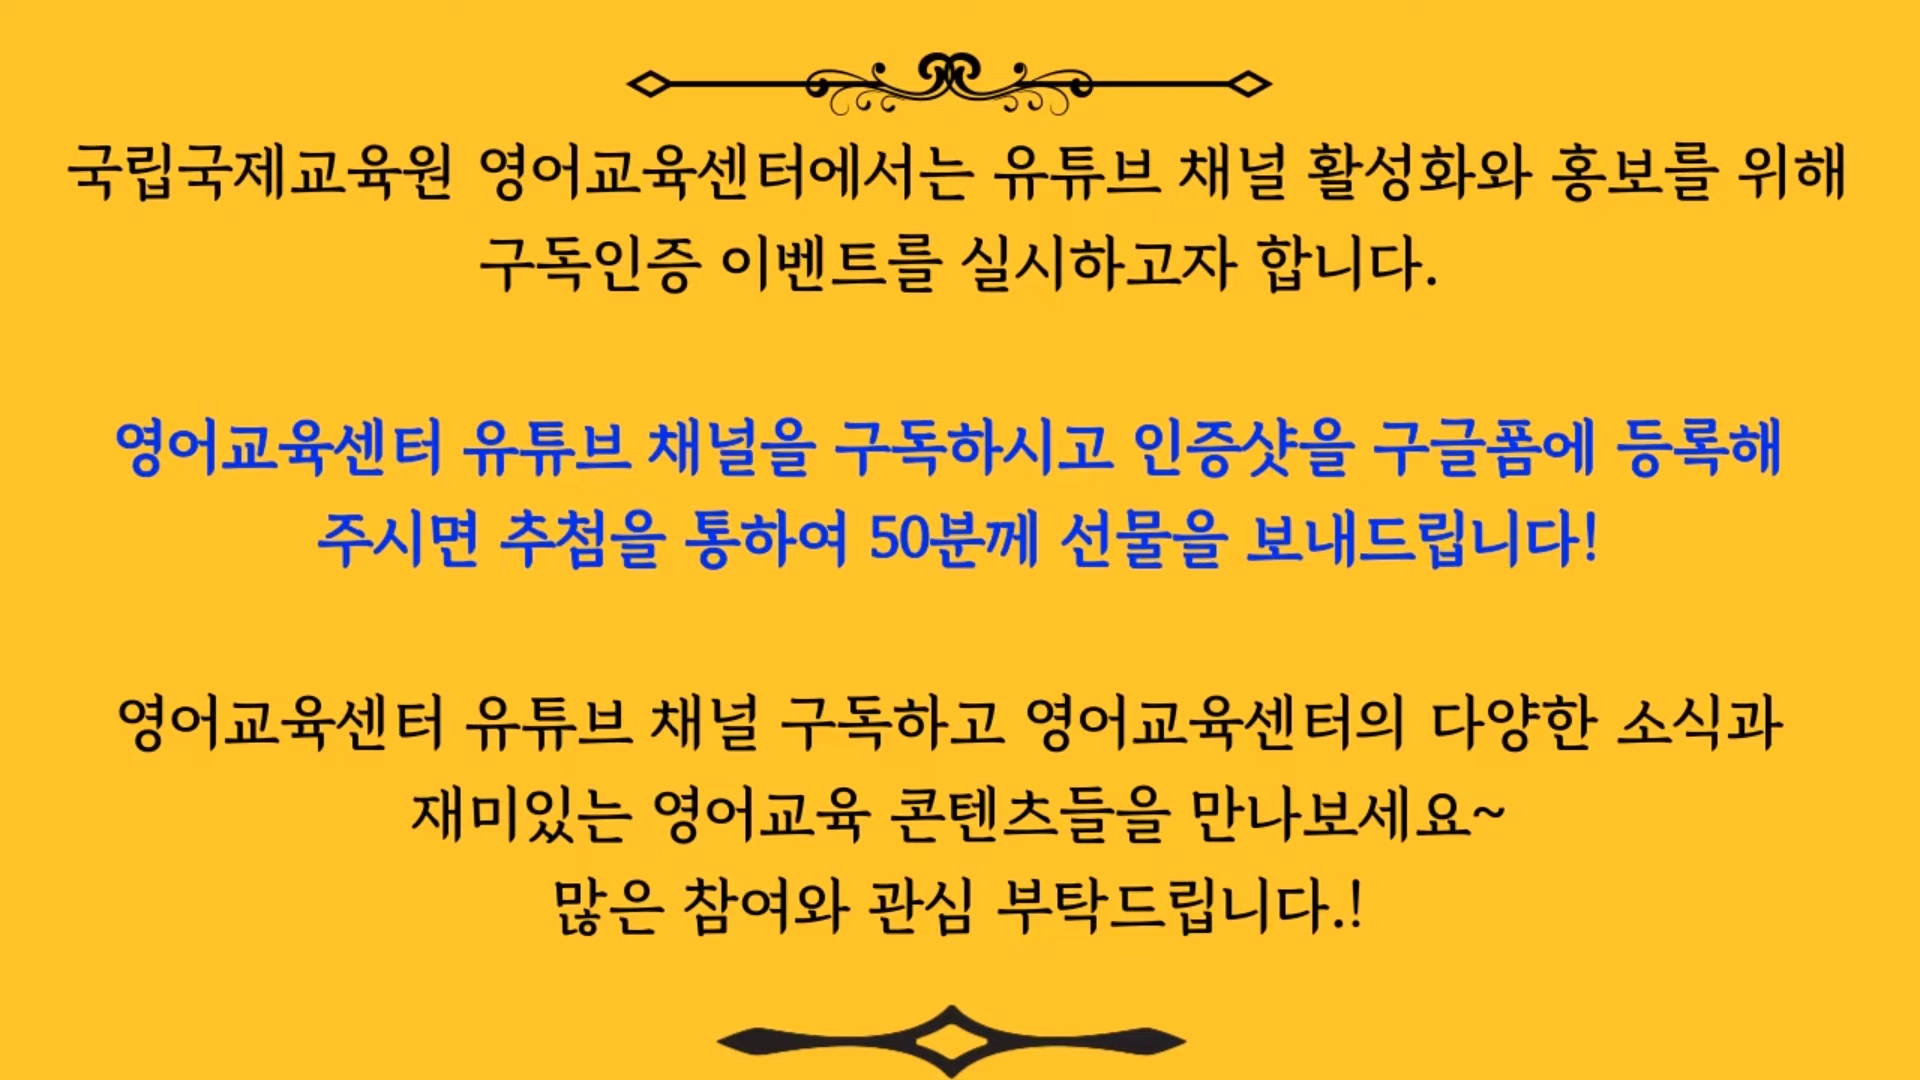 국립국제교육원 영어교육센터에서는 유튜브 채널 활성화와 홍보를 위해
구독인증 이벤트를 실시하고자 합니다.
영어교육센터 유튜브 채널을 구독하시고 인증샷을 구글폼에 등록해
주시면 추첨을 통하여 50분께 선물을 보내드립니다!
영어교육센터 유튜브 채널 구독하고 영어교육센터의 다양한 소식과
재미있는 영어교육 콘텐츠들을 만나보세요~
많은 참여와 관심 부탁드립니다.!